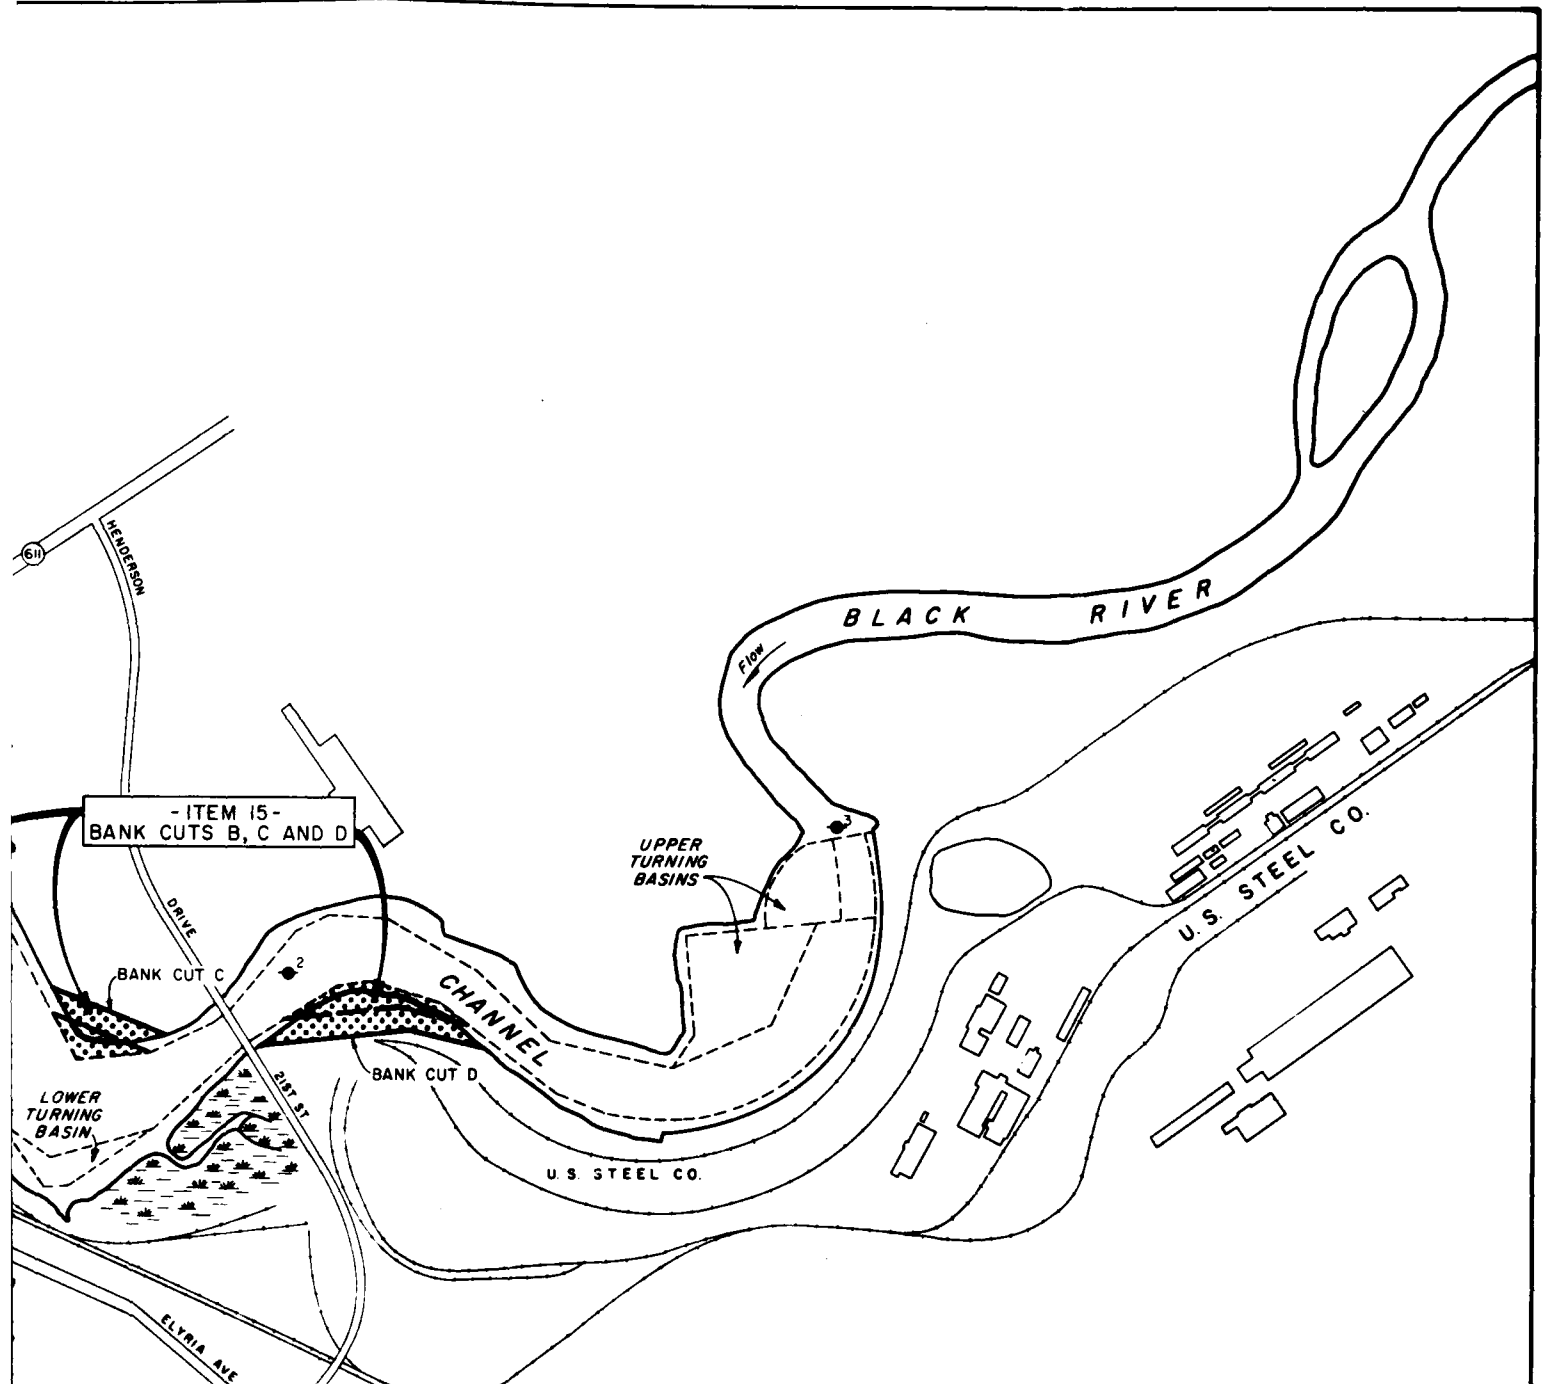 HENDERSON
611
BLACK RIVER
Flow
-ITEM 15-
BANK CUTS B, C AND D
3
UPPER
TURNING
BASINS
U.S. STEEL CO.
DRIVE
2
BANK CUT C
CHANNEL
BANK CUT D
21ST ST
LOWER
TURNING
BASIN
U.S. STEEL CO.
ELYRIA AVE